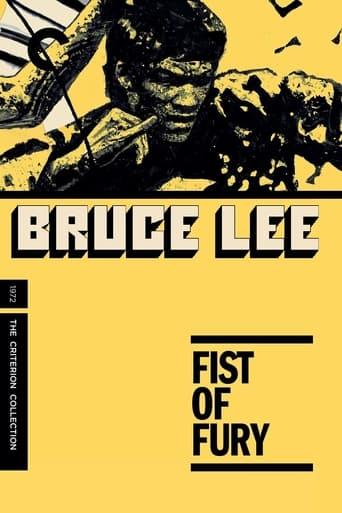 BRUCE LEE
1972
THE CRITERION COLLECTION
FIST
OF
FURY